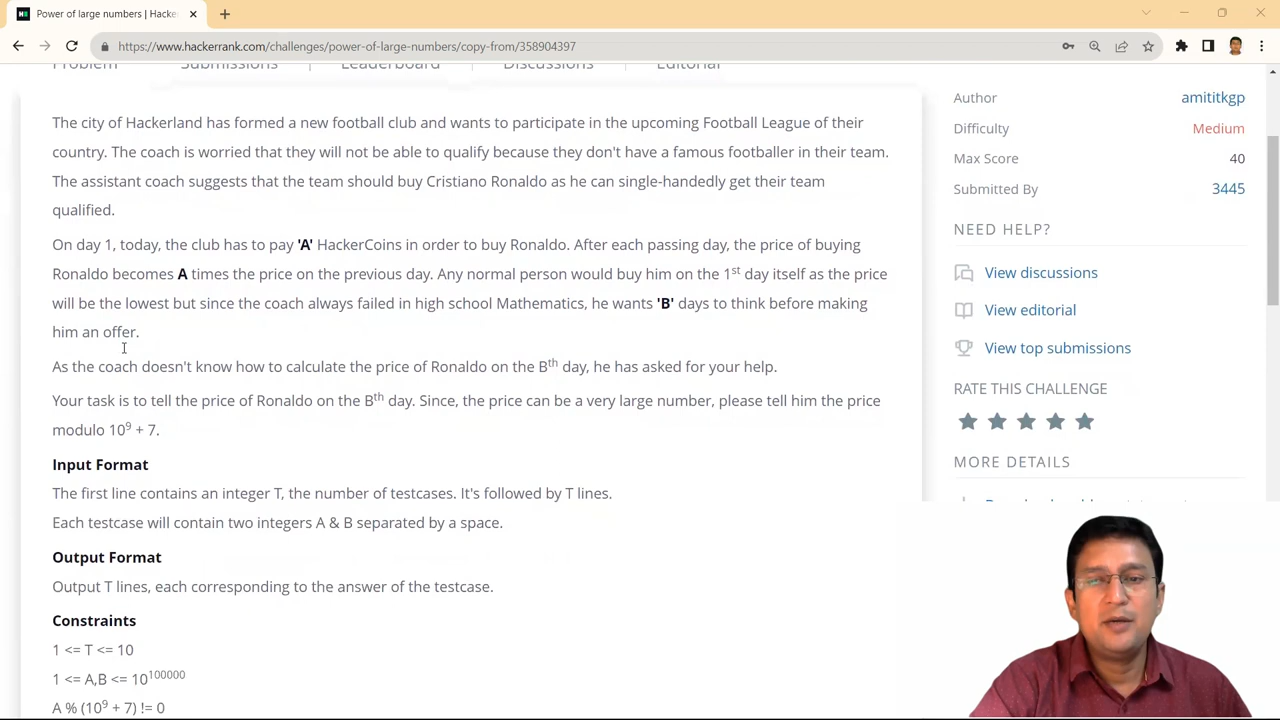 Power of large numbers | Hacke
https://www.hackerrank.com/challenges/power-of-large-numbers/copy-from/358904397
Problem Submissions Leaderboard Discussions Editorial
The city of Hackerland has formed a new football club and wants to participate in the upcoming Football League of their
country. The coach is worried that they will not be able to qualify because they don't have a famous footballer in their team.
The assistant coach suggests that the team should buy Cristiano Ronaldo as he can single-handedly get their team
qualified.
On day 1, today, the club has to pay 'A' HackerCoins in order to buy Ronaldo. After each passing day, the price of buying
Ronaldo becomes A times the price on the previous day. Any normal person would buy him on the 1st day itself as the price
will be the lowest but since the coach always failed in high school Mathematics, he wants 'B' days to think before making
him an offer.
As the coach doesn't know how to calculate the price of Ronaldo on the Bth day, he has asked for your help.
Your task is to tell the price of Ronaldo on the Bth day. Since, the price can be a very large number, please tell him the price
modulo 10^9 + 7.
Input Format
The first line contains an integer T, the number of testcases. It's followed by T lines.
Each testcase will contain two integers A & B separated by a space.
Output Format
Output T lines, each corresponding to the answer of the testcase.
Constraints
1 <= T <= 10
1 <= A,B <= 10^100000
A % (10^9 + 7) != 0
Author amititkgp
Difficulty Medium
Max Score 40
Submitted By 3445
NEED HELP?
View discussions
View editorial
View top submissions
RATE THIS CHALLENGE
MORE DETAILS